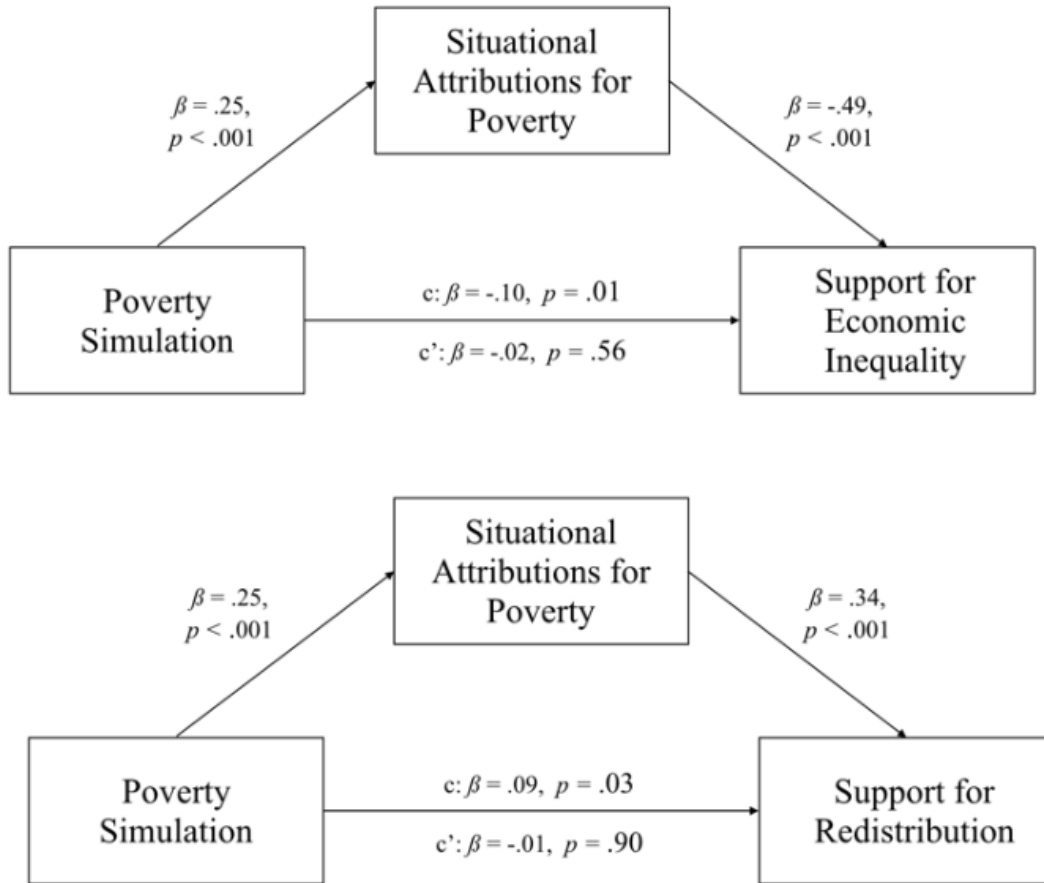 Situational
Attributions for
Poverty
β = .25,
p < .001
β = -.49,
p < .001
Poverty
Simulation
c: β = -.10, p = .01
c’: β = -.02, p = .56
Support for
Economic
Inequality
Situational
Attributions for
Poverty
β = .25,
p < .001
β = .34,
p < .001
Poverty
Simulation
c: β = .09, p = .03
c’: β = -.01, p = .90
Support for
Redistribution